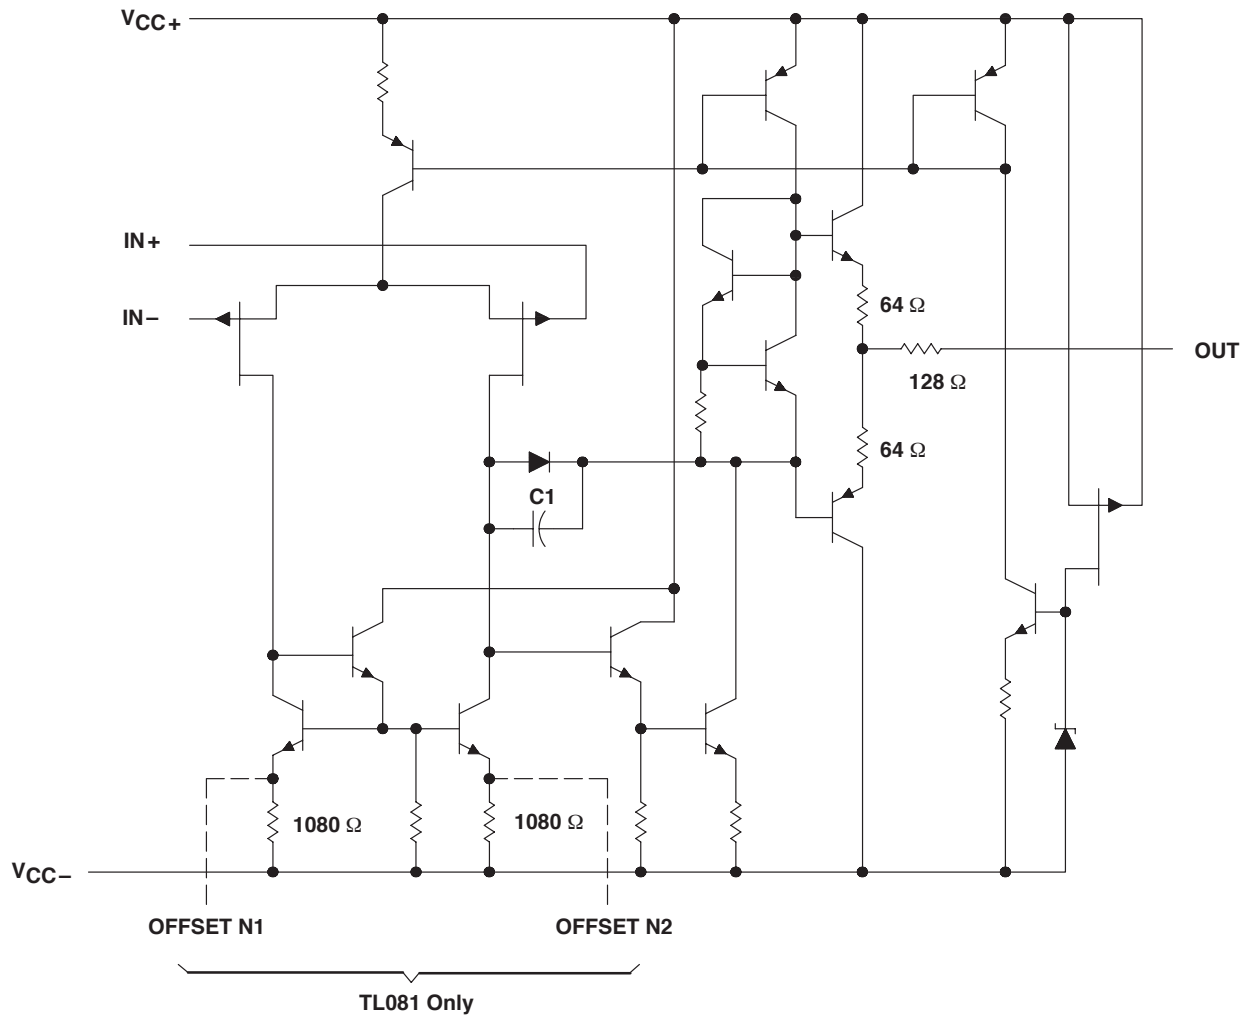 VCC+
IN+
IN−
64 Ω
OUT
128 Ω
64 Ω
C1
1080 Ω
1080 Ω
VCC−
OFFSET N1
OFFSET N2
TL081 Only